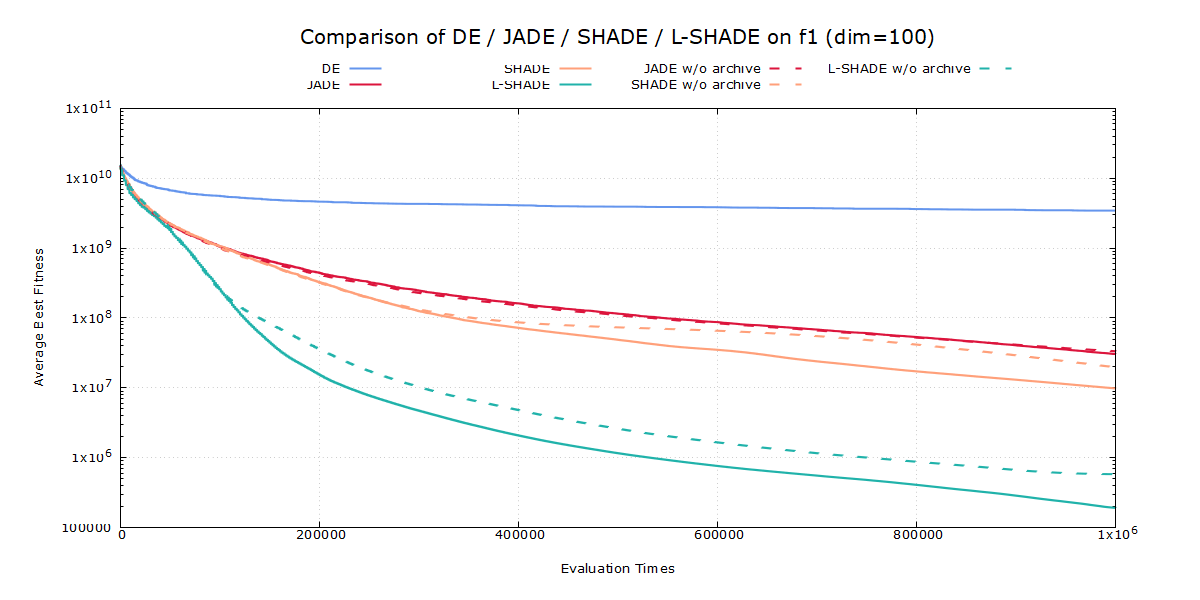 Comparison of DE / JADE / SHADE / L-SHADE on f1 (dim=100)
DE SHADE JADE w/o archive L-SHADE w/o archive
JADE L-SHADE SHADE w/o archive
1x10^11
1x10^10
1x10^9
1x10^8
1x10^7
1x10^6
100000
Average Best Fitness
0 200000 400000 600000 800000 1x10^6
Evaluation Times